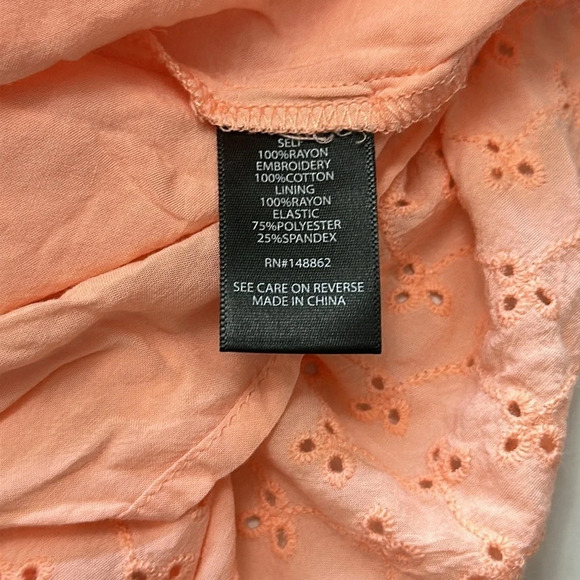 SELF
100%RAYON
EMBROIDERY
100%COTTON
LINING
100%RAYON
ELASTIC
75%POLYESTER
25%SPANDEX
RN#148862
SEE CARE ON REVERSE
MADE IN CHINA